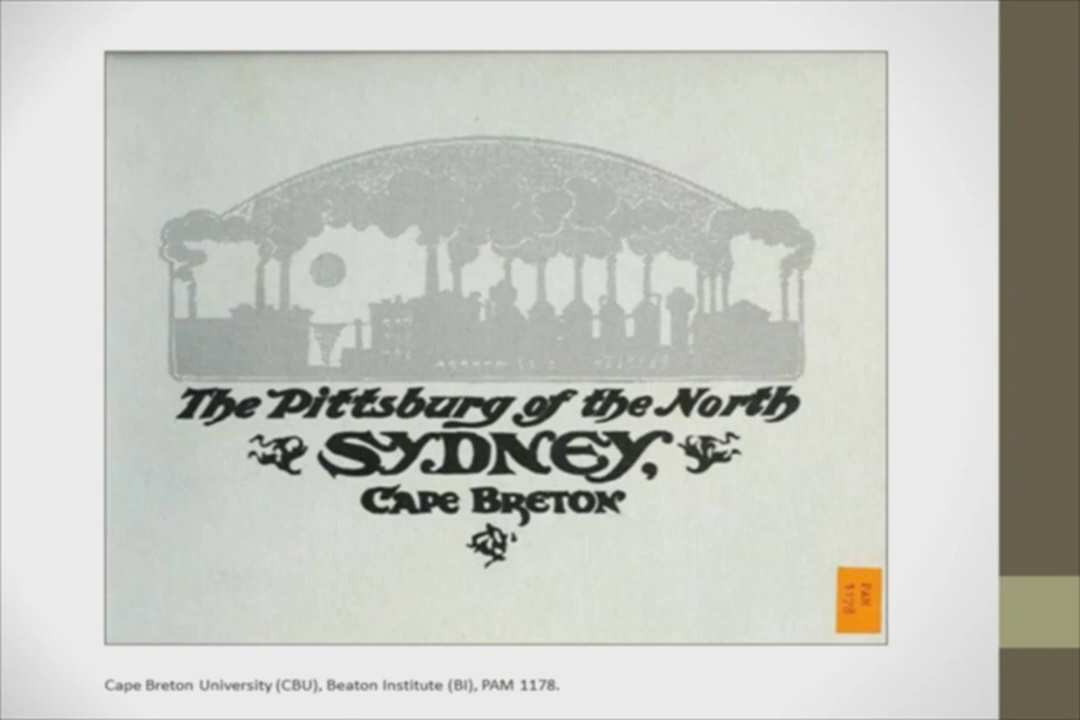 The Pittsburg of the North
SYDNEY,
CAPE BRETON
PAM
1178
Cape Breton University (CBU), Beaton Institute (BI), PAM 1178.